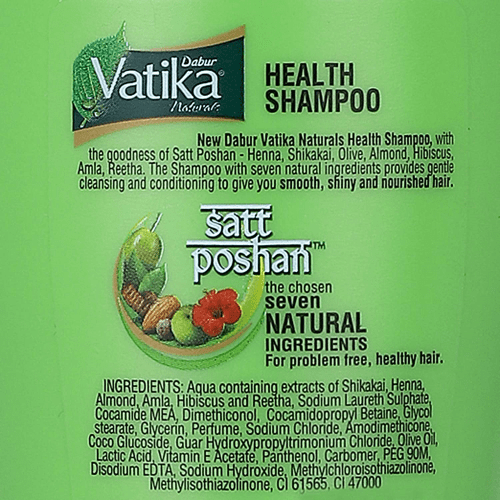 Dabur
Vatika®
Naturals
HEALTH
SHAMPOO
New Dabur Vatika Naturals Health Shampoo, with
the goodness of Satt Poshan - Henna, Shikakai, Olive, Almond, Hibiscus,
Amla, Reetha. The Shampoo with seven natural ingredients provides gentle
cleansing and conditioning to give you smooth, shiny and nourished hair.
satt
poshan™
the chosen
seven
NATURAL
INGREDIENTS
For problem free, healthy hair.
INGREDIENTS: Aqua containing extracts of Shikakai, Henna,
Almond, Amla, Hibiscus and Reetha, Sodium Laureth Sulphate,
Cocamide MEA, Dimethiconol, Cocamidopropyl Betaine, Glycol
stearate, Glycerin, Perfume, Sodium Chloride, Amodimethicone,
Coco Glucoside, Guar Hydroxypropyltrimonium Chloride, Olive Oil,
Lactic Acid, Vitamin E Acetate, Panthenol, Carbomer, PEG 90M,
Disodium EDTA, Sodium Hydroxide, Methylchloroisothiazolinone,
Methylisothiazolinone, CI 61565, CI 47000